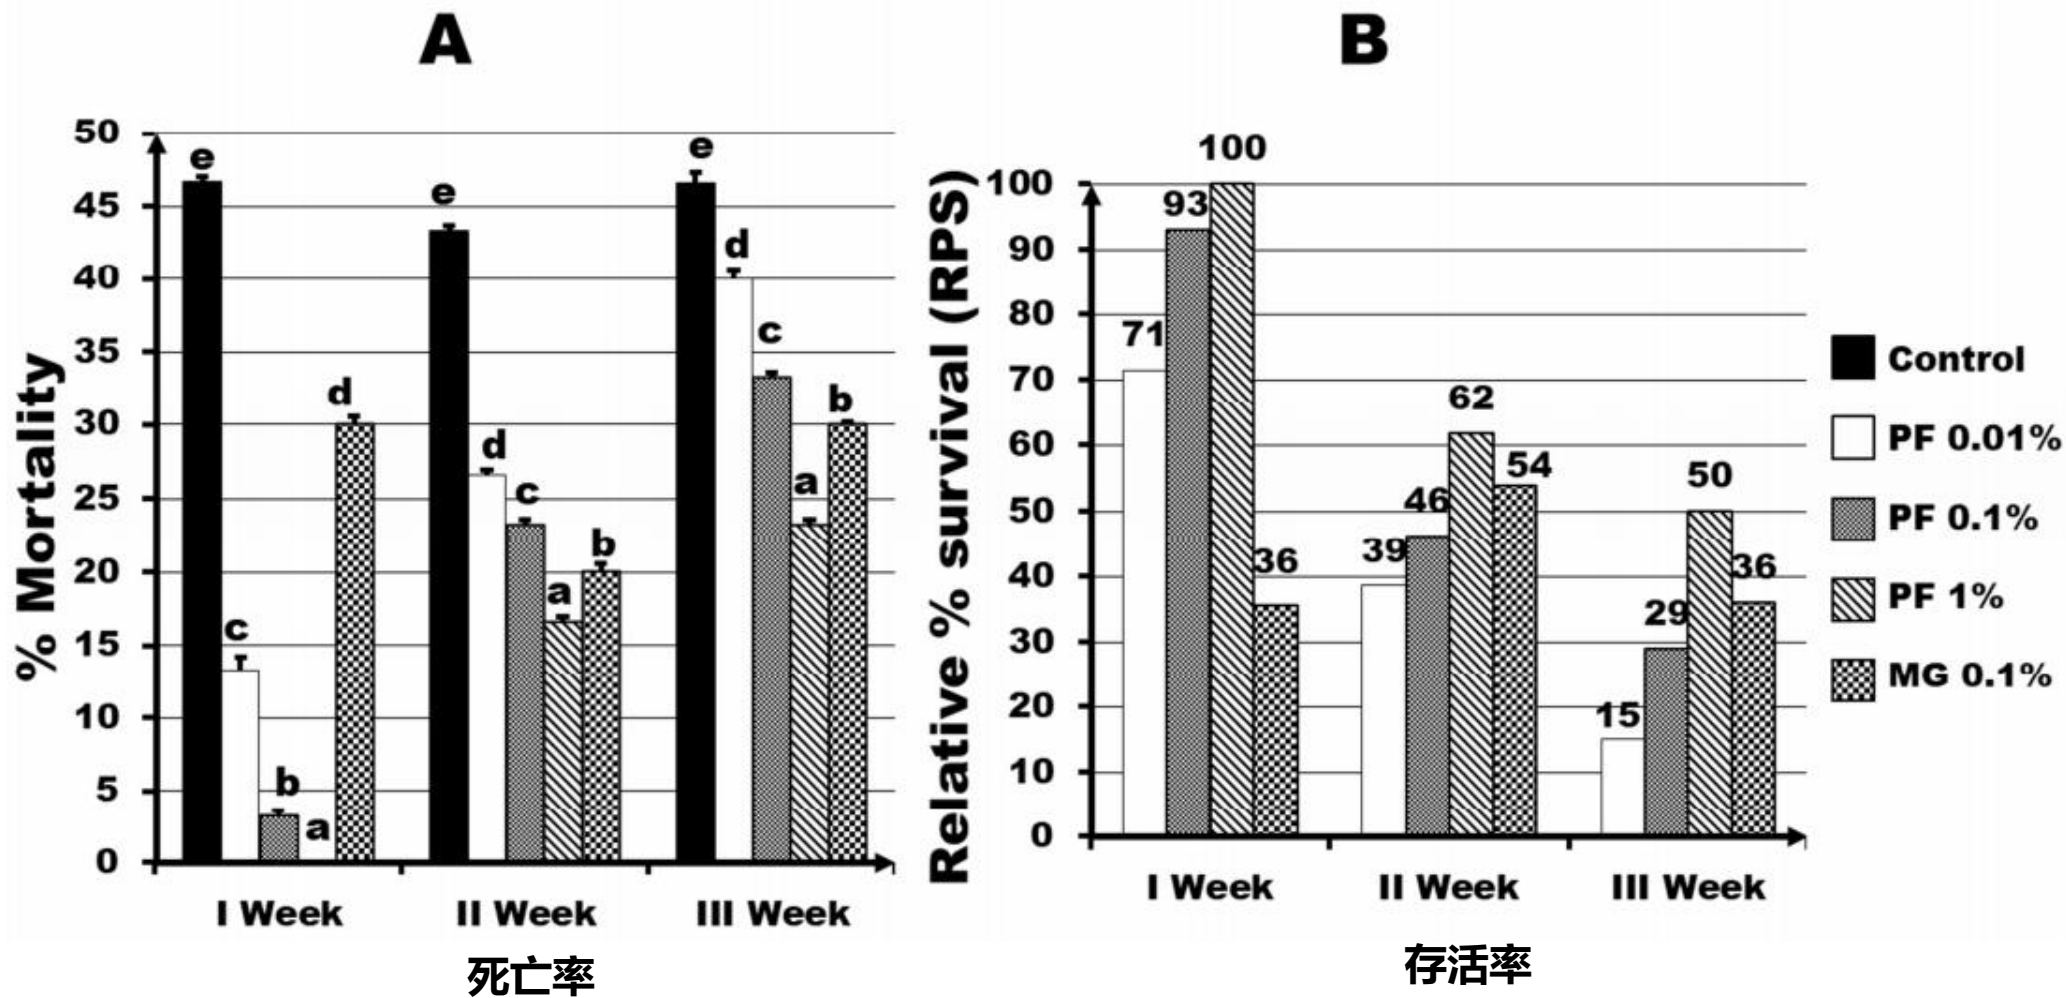 A
% Mortality
50
45
40
35
30
25
20
15
10
5
0
e
c
b
a
d
e
d
c
a
b
e
d
c
a
b
I Week
II Week
III Week
死亡率
B
Relative % survival (RPS)
100
90
80
70
60
50
40
30
20
10
0
71
93
100
36
39
46
62
54
15
29
50
36
I Week
II Week
III Week
存活率
Control
PF 0.01%
PF 0.1%
PF 1%
MG 0.1%